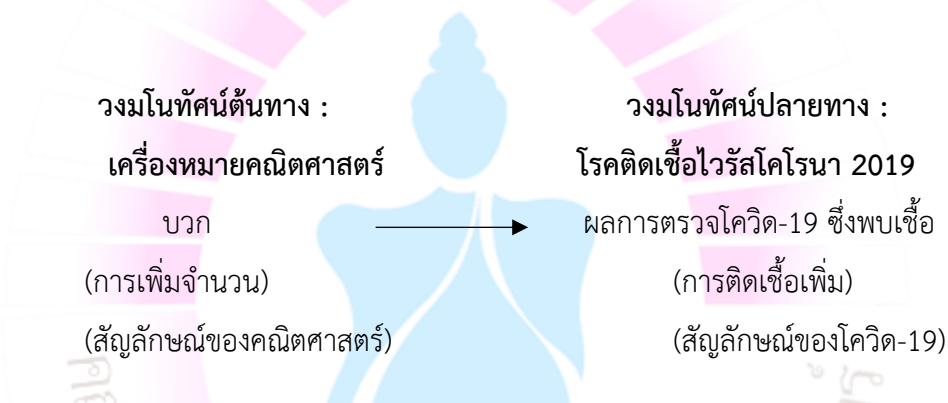 วงมโนทัศน์ต้นทาง : วงมโนทัศน์ปลายทาง :
เครื่องหมายคณิตศาสตร์ โรคติดเชื้อไวรัสโคโรนา 2019
บวก ผลการตรวจโควิด-19 ซึ่งพบเชื้อ
(การเพิ่มจำนวน) (การติดเชื้อเพิ่ม)
(สัญลักษณ์ของคณิตศาสตร์) (สัญลักษณ์ของโควิด-19)